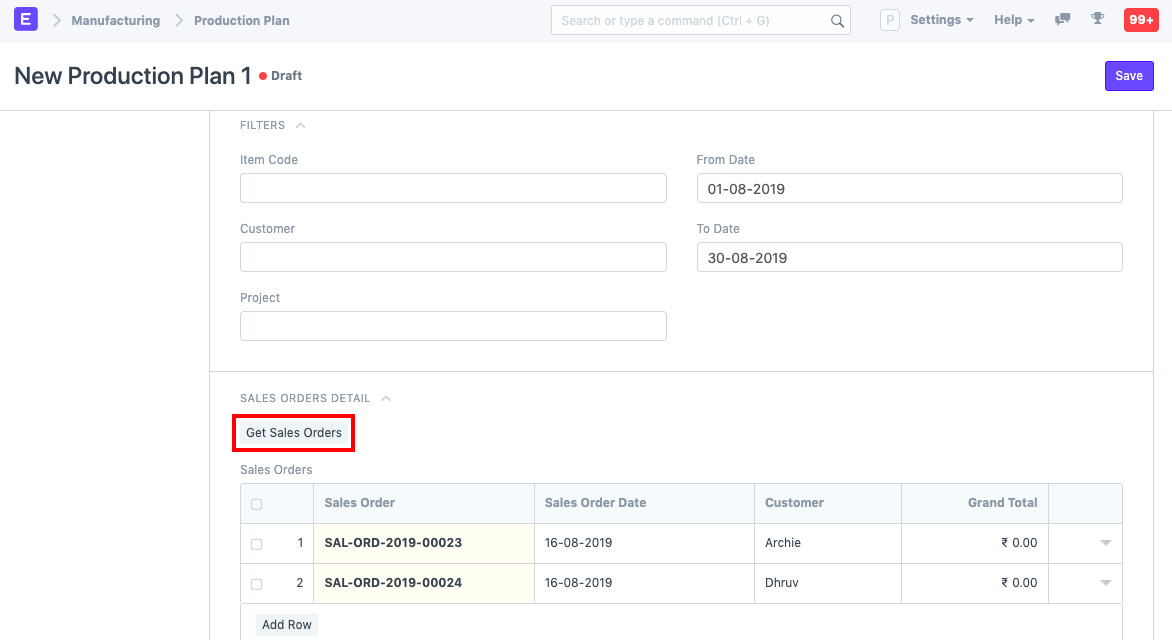 E Manufacturing Production Plan Search or type a command (Ctrl + G) P Settings Help 99+
New Production Plan 1 Draft Save
FILTERS
Item Code From Date
01-08-2019
Customer To Date
30-08-2019
Project
SALES ORDERS DETAIL
Get Sales Orders
Sales Orders
Sales Order Sales Order Date Customer Grand Total
1 SAL-ORD-2019-00023 16-08-2019 Archie ₹ 0.00
2 SAL-ORD-2019-00024 16-08-2019 Dhruv ₹ 0.00
Add Row